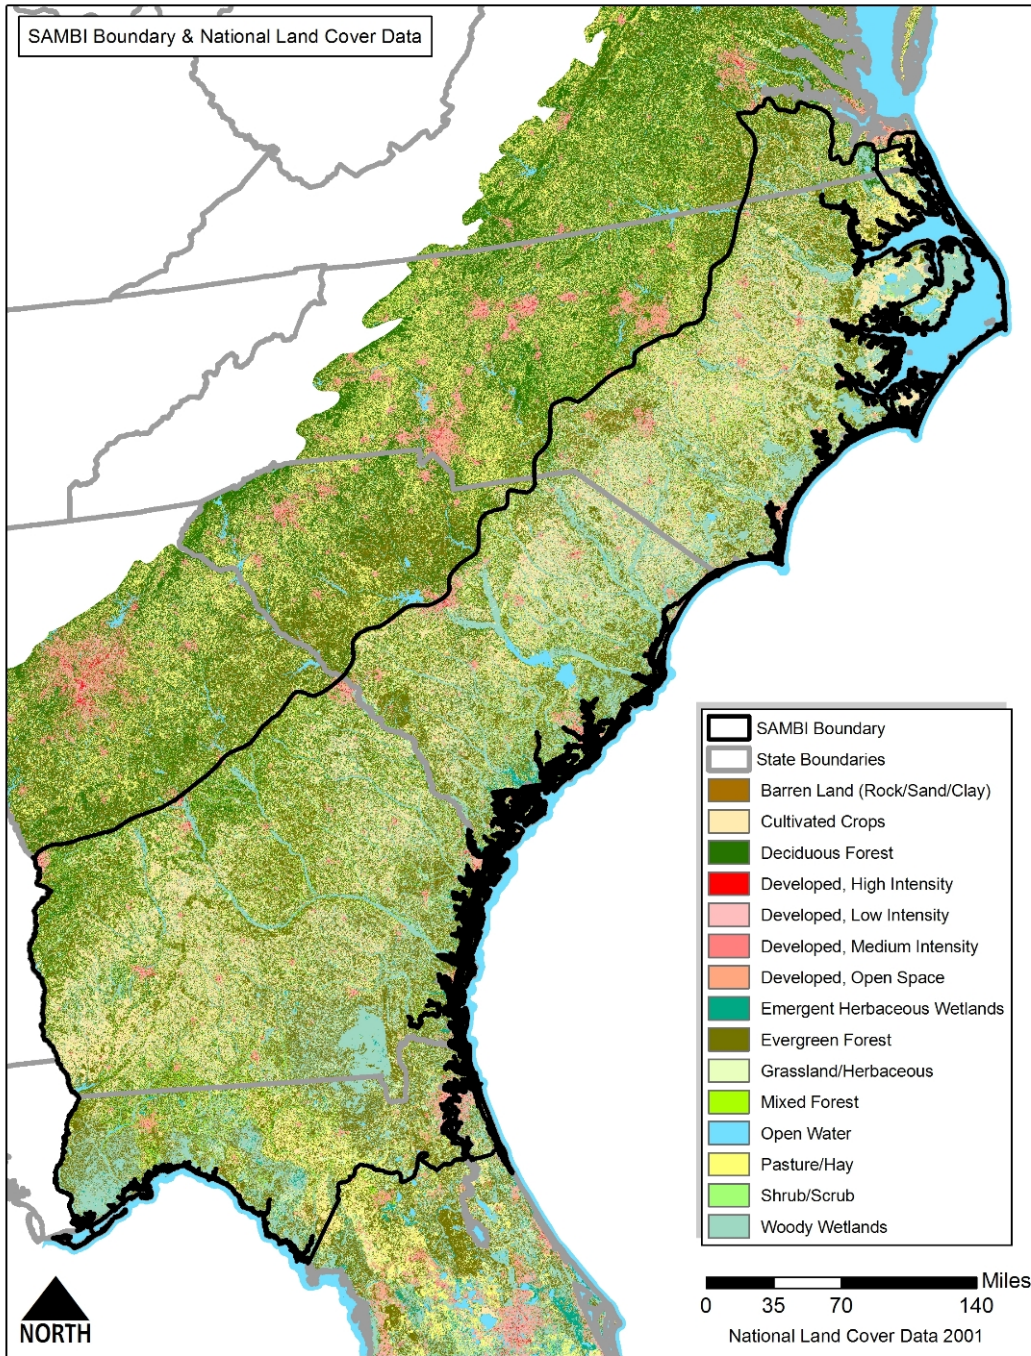 SAMBI Boundary & National Land Cover Data
SAMBI Boundary
State Boundaries
Barren Land (Rock/Sand/Clay)
Cultivated Crops
Deciduous Forest
Developed, High Intensity
Developed, Low Intensity
Developed, Medium Intensity
Developed, Open Space
Emergent Herbaceous Wetlands
Evergreen Forest
Grassland/Herbaceous
Mixed Forest
Open Water
Pasture/Hay
Shrub/Scrub
Woody Wetlands
NORTH
Miles
0 35 70 140
National Land Cover Data 2001